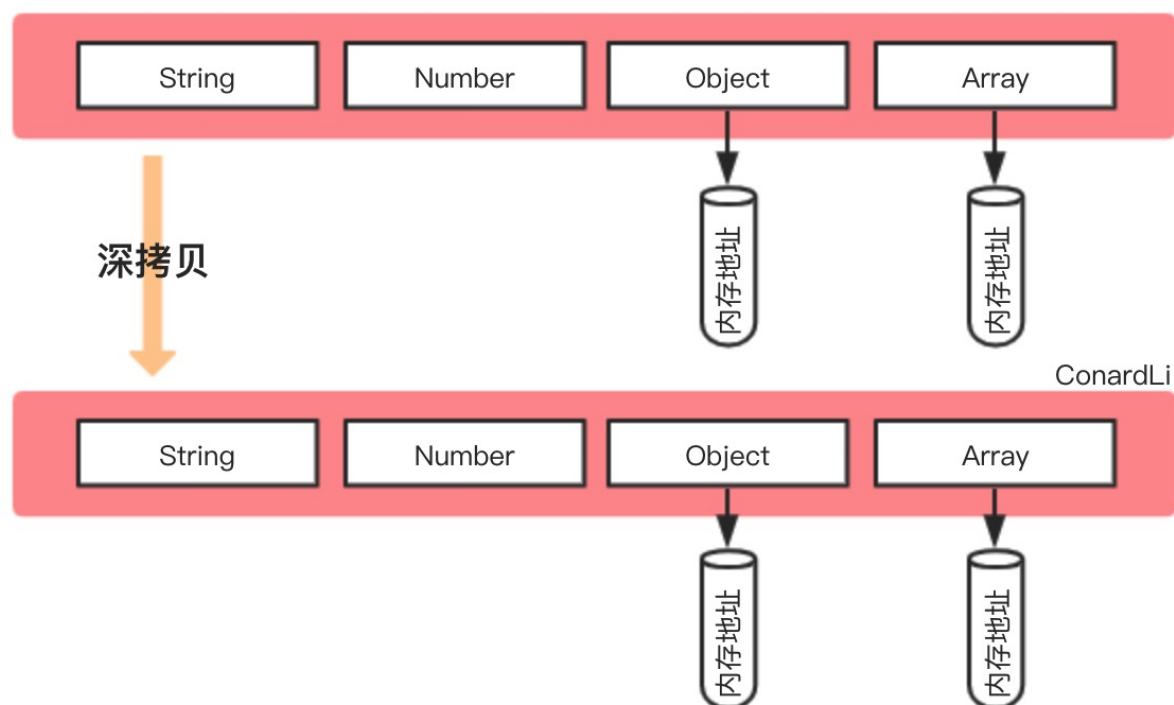 String
Number
Object
Array
内存地址
内存地址
深拷贝
ConardLi
String
Number
Object
Array
内存地址
内存地址